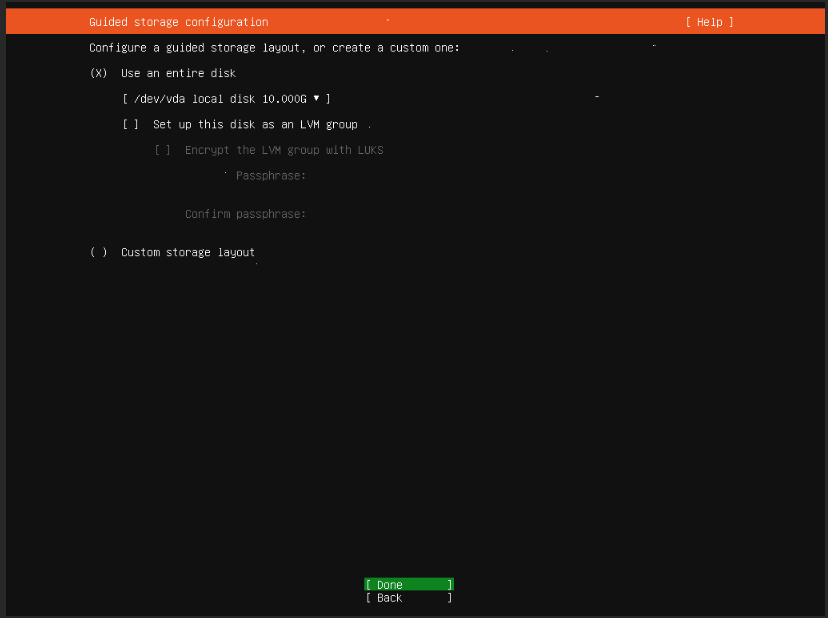 Guided storage configuration [ Help ]
Configure a guided storage layout, or create a custom one:
(X) Use an entire disk
[ /dev/vda local disk 10.000G ▾ ]
[ ] Set up this disk as an LVM group
[ ] Encrypt the LVM group with LUKS
Passphrase:
Confirm passphrase:
( ) Custom storage layout
[ Done ]
[ Back ]